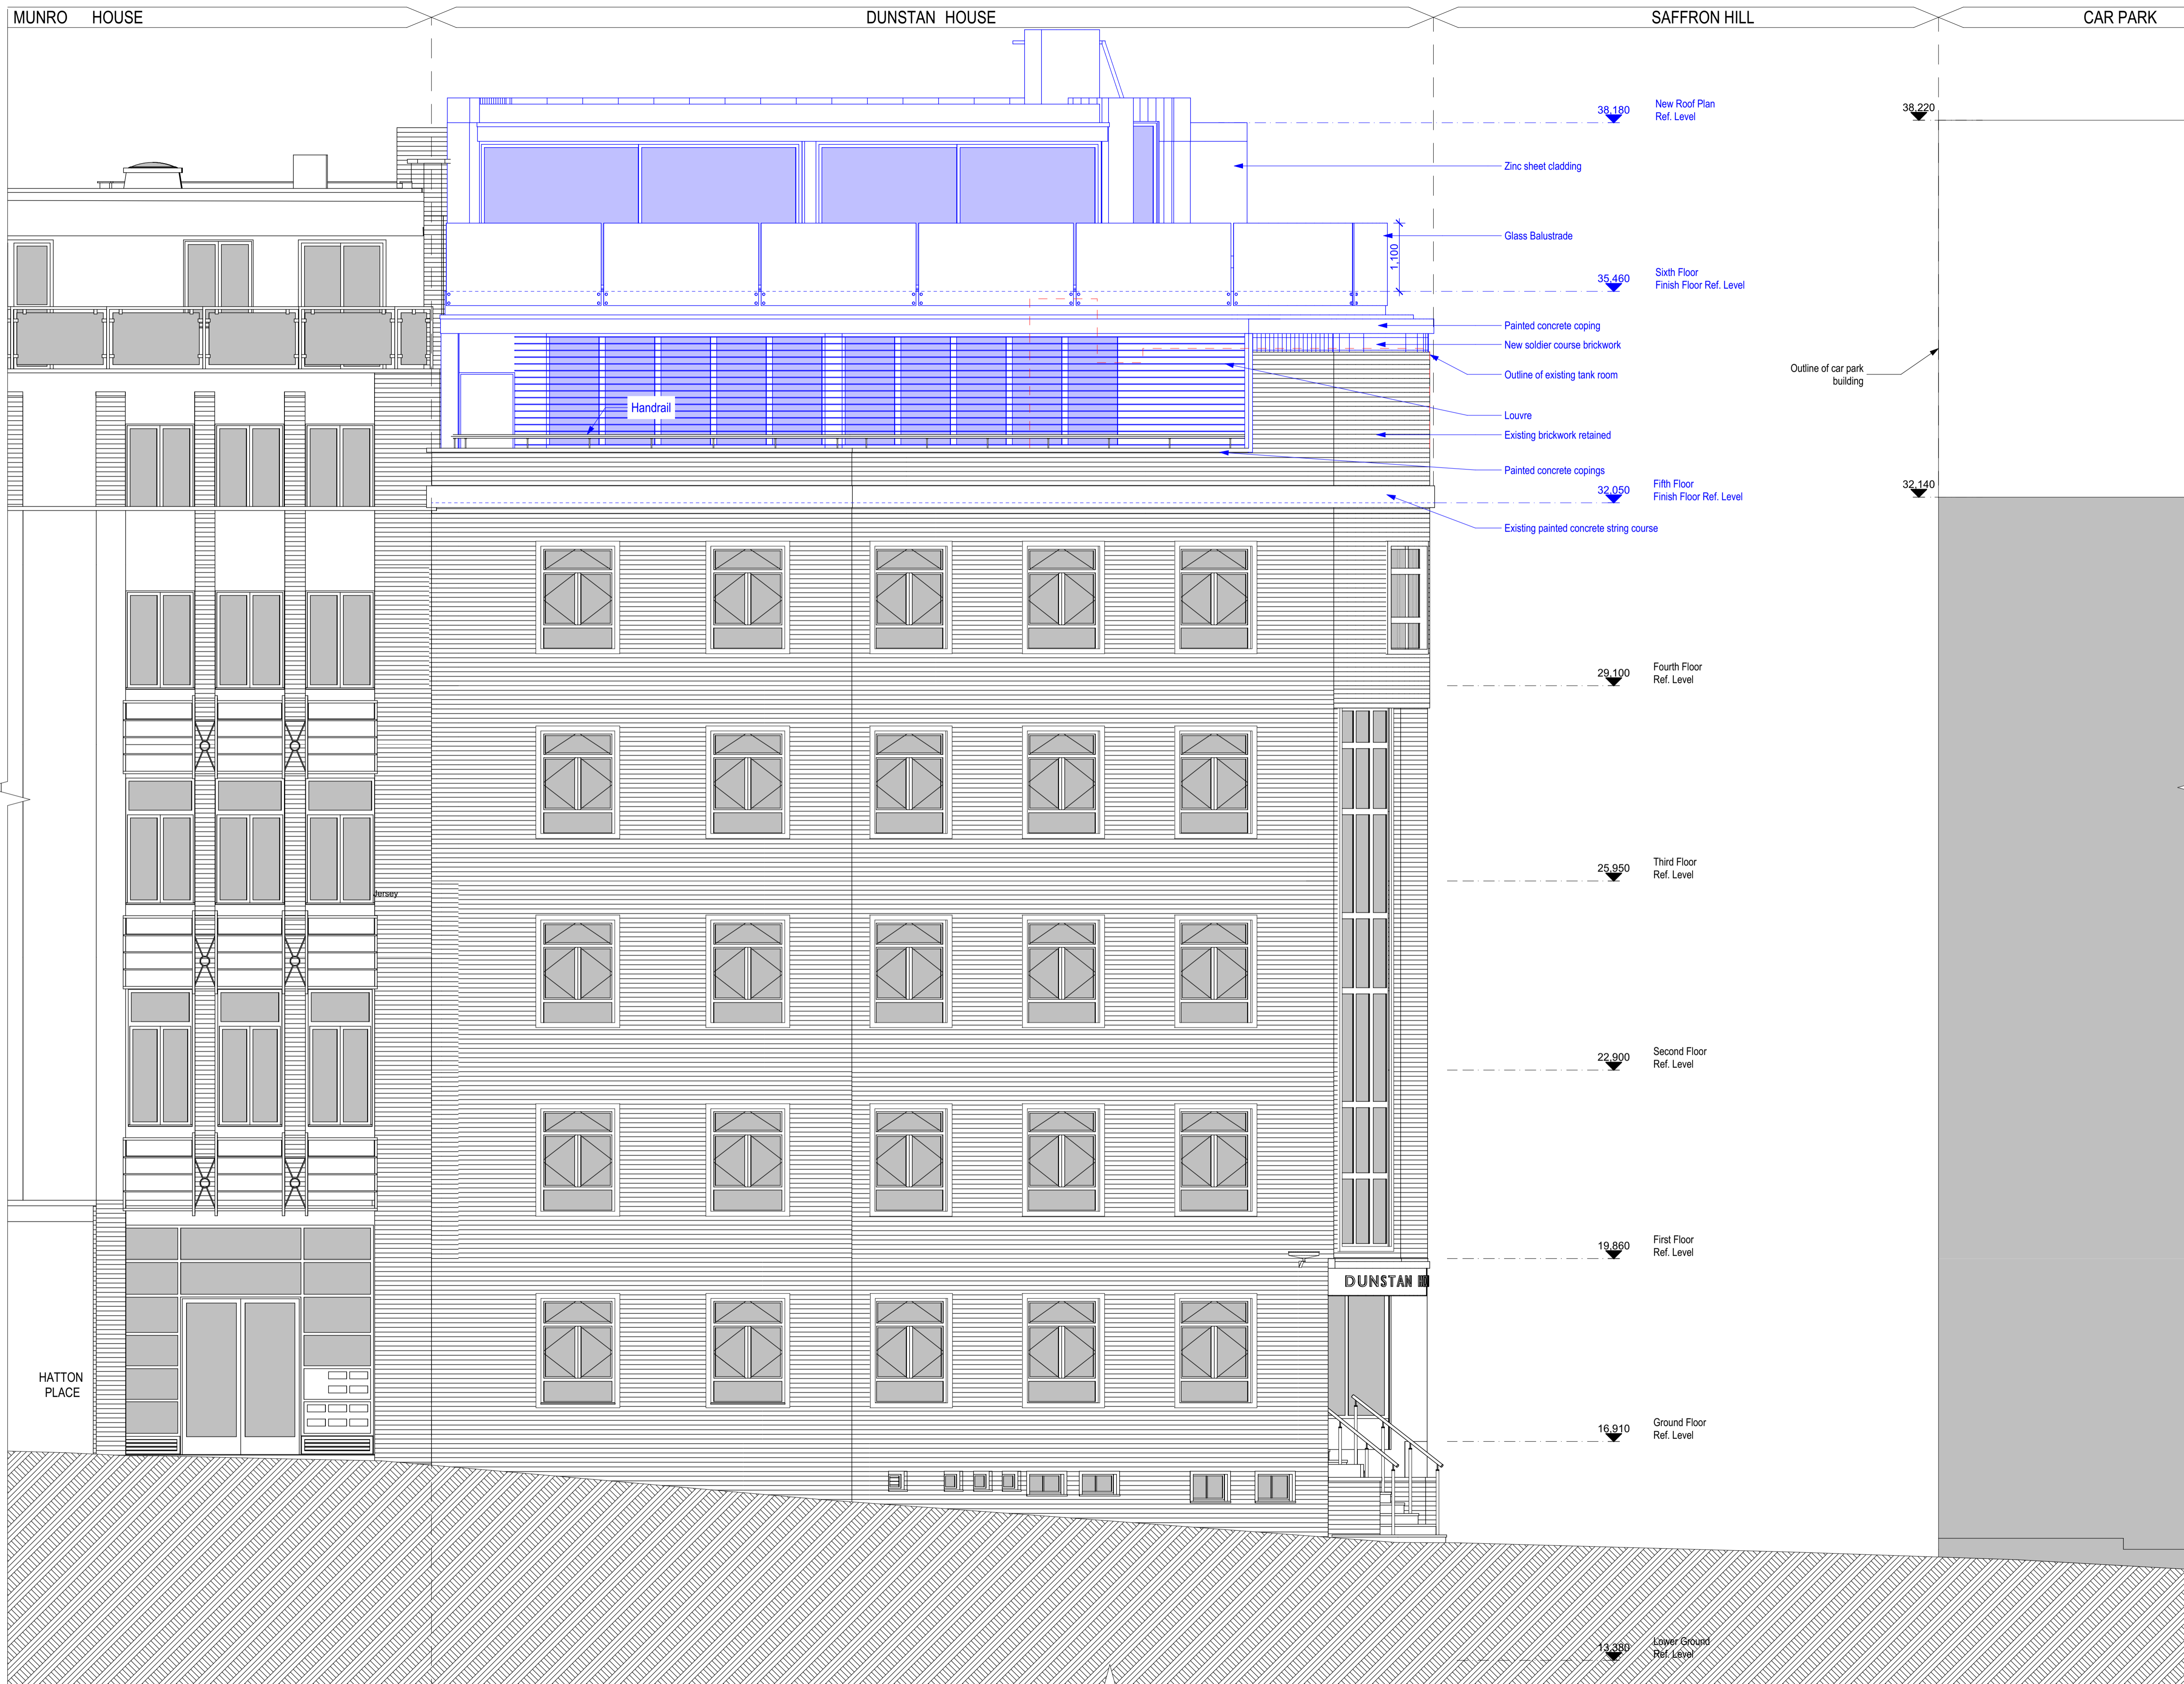 MUNRO HOUSE
DUNSTAN HOUSE
SAFFRON HILL
CAR PARK
38,180
New Roof Plan
Ref. Level
38,220
Zinc sheet cladding
Glass Balustrade
1,100
35,460
Sixth Floor
Finish Floor Ref. Level
Painted concrete coping
New soldier course brickwork
Outline of existing tank room
Outline of car park
building
Handrail
Louvre
Existing brickwork retained
Painted concrete copings
32,050
Fifth Floor
Finish Floor Ref. Level
32,140
Existing painted concrete string course
29,100
Fourth Floor
Ref. Level
25,950
Third Floor
Ref. Level
Jersey
22,900
Second Floor
Ref. Level
19,860
First Floor
Ref. Level
DUNSTAN
HATTON
PLACE
16,910
Ground Floor
Ref. Level
13,380
Lower Ground
Ref. Level